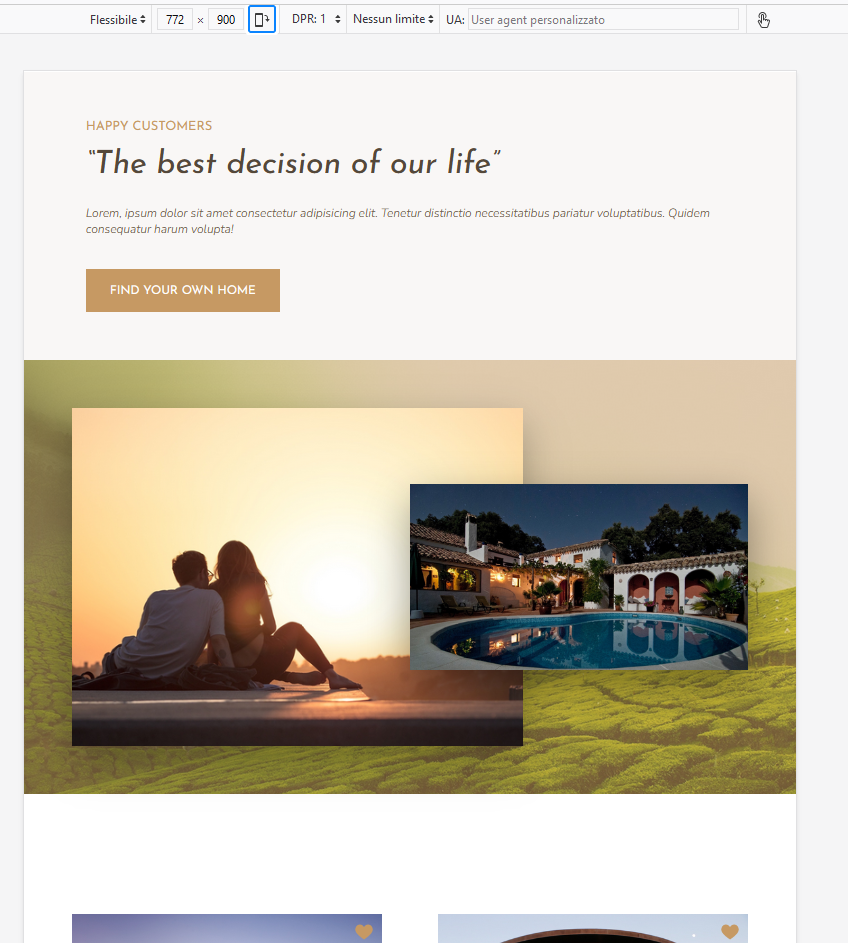 Flessibile 772 × 900 DPR: 1 Nessun limite UA: User agent personalizzato
HAPPY CUSTOMERS
“The best decision of our life”
Lorem, ipsum dolor sit amet consectetur adipisicing elit. Tenetur distinctio necessitatibus pariatur voluptatibus. Quidem
consequatur harum volupta!
FIND YOUR OWN HOME